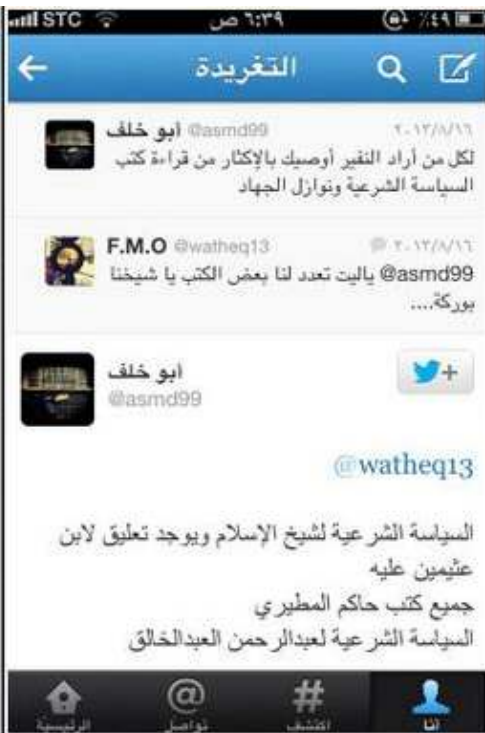 STC ٦:٣٩ ص ٪٤٩
التغريدة
أبو خلف @asmd99 ٢٠١٣/٨/١٦
لكل من أراد النفير أوصيك بالإكثار من قراءة كتب
السياسة الشرعية ونوازل الجهاد
F.M.O @watheq13 ٢٠١٣/٨/١٦
@asmd99 ياليت تعدد لنا بعض الكتب يا شيخنا
بوركة....
أبو خلف
@asmd99
@watheq13
السياسة الشرعية لشيخ الإسلام ويوجد تعليق لابن
عثيمين عليه
جميع كتب حاكم المطيري
السياسة الشرعية لعبدالرحمن العبدالخالق
الرئيسية تواصل اكتشف أنا